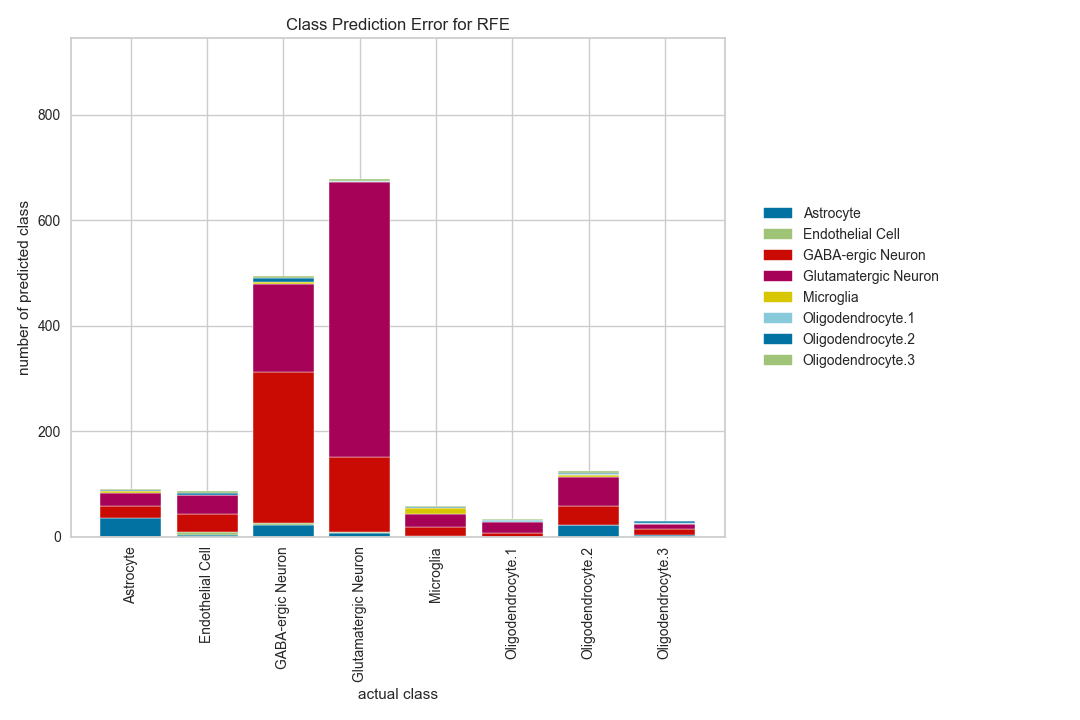 Class Prediction Error for RFE
number of predicted class
800
600
400
200
0
Astrocyte
Endothelial Cell
GABA-ergic Neuron
Glutamatergic Neuron
Microglia
Oligodendrocyte.1
Oligodendrocyte.2
Oligodendrocyte.3
actual class
Astrocyte
Endothelial Cell
GABA-ergic Neuron
Glutamatergic Neuron
Microglia
Oligodendrocyte.1
Oligodendrocyte.2
Oligodendrocyte.3